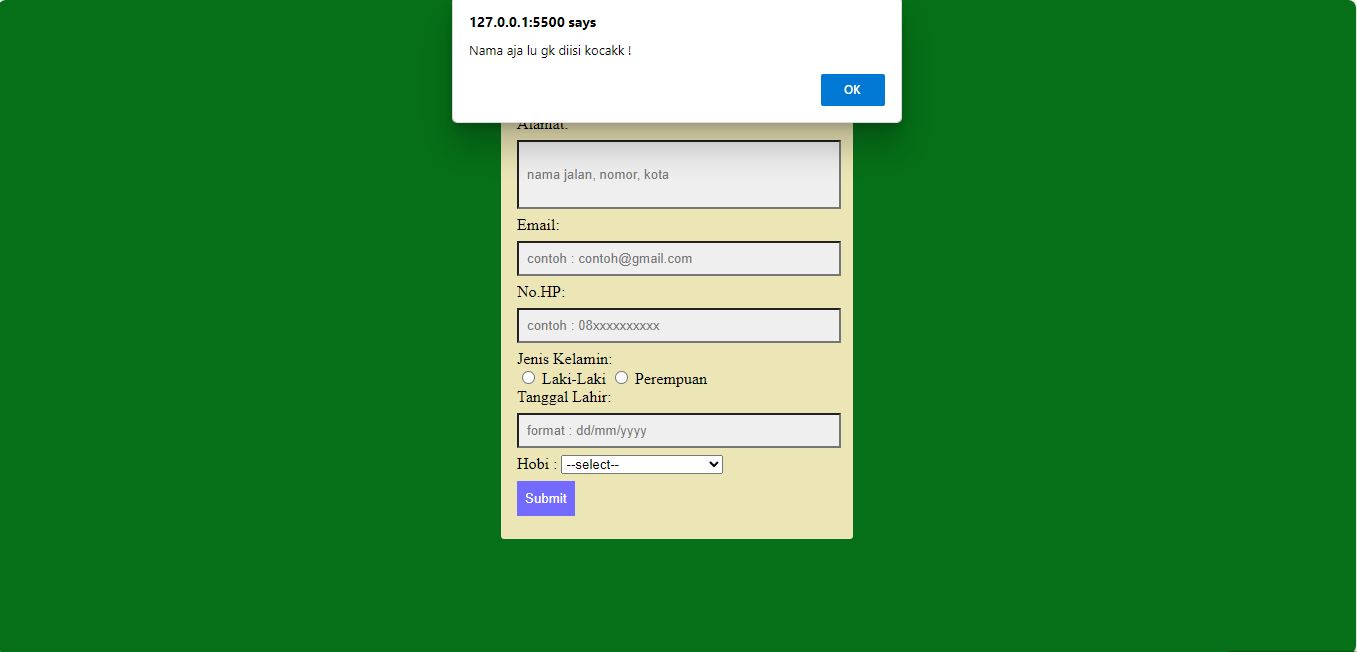 127.0.0.1:5500 says
Nama aja lu gk diisi kocakk !
OK
Alamat:
nama jalan, nomor, kota
Email:
contoh : contoh@gmail.com
No.HP:
contoh : 08xxxxxxxxxx
Jenis Kelamin:
Laki-Laki Perempuan
Tanggal Lahir:
format : dd/mm/yyyy
Hobi : --select--
Submit